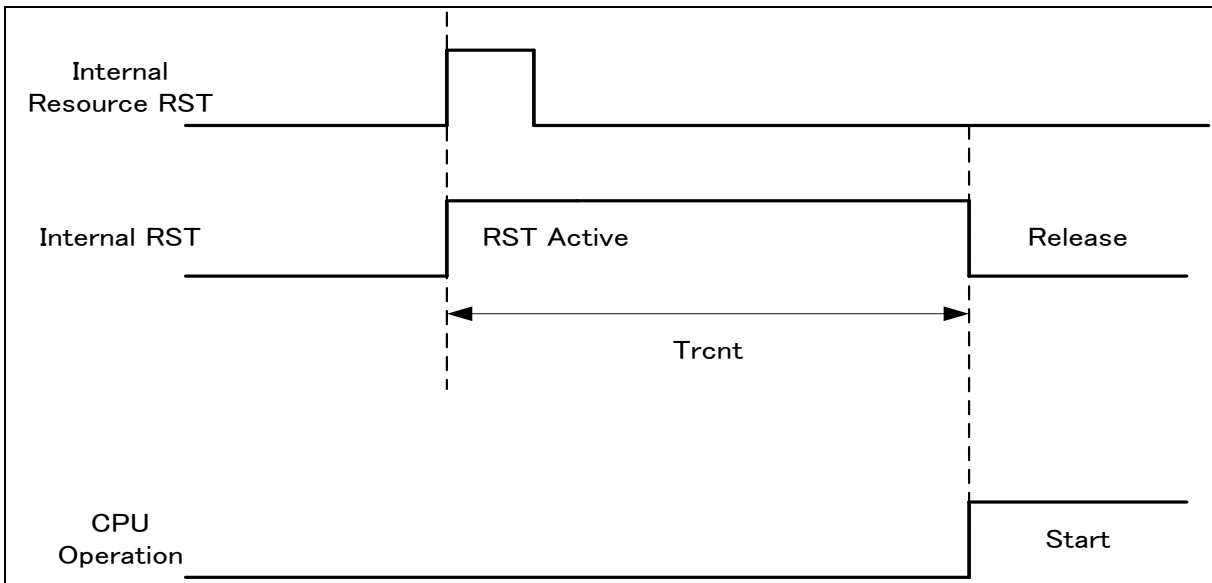 Internal
Resource RST
Internal RST
RST Active
Release
Trcnt
CPU
Operation
Start